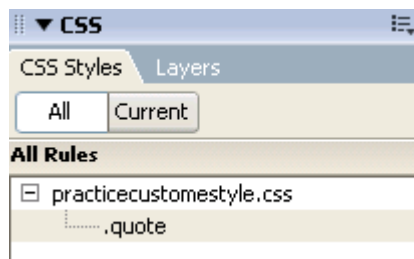 CSS
CSS Styles Layers
All Current
All Rules
practicecustomestyle.css
.quote